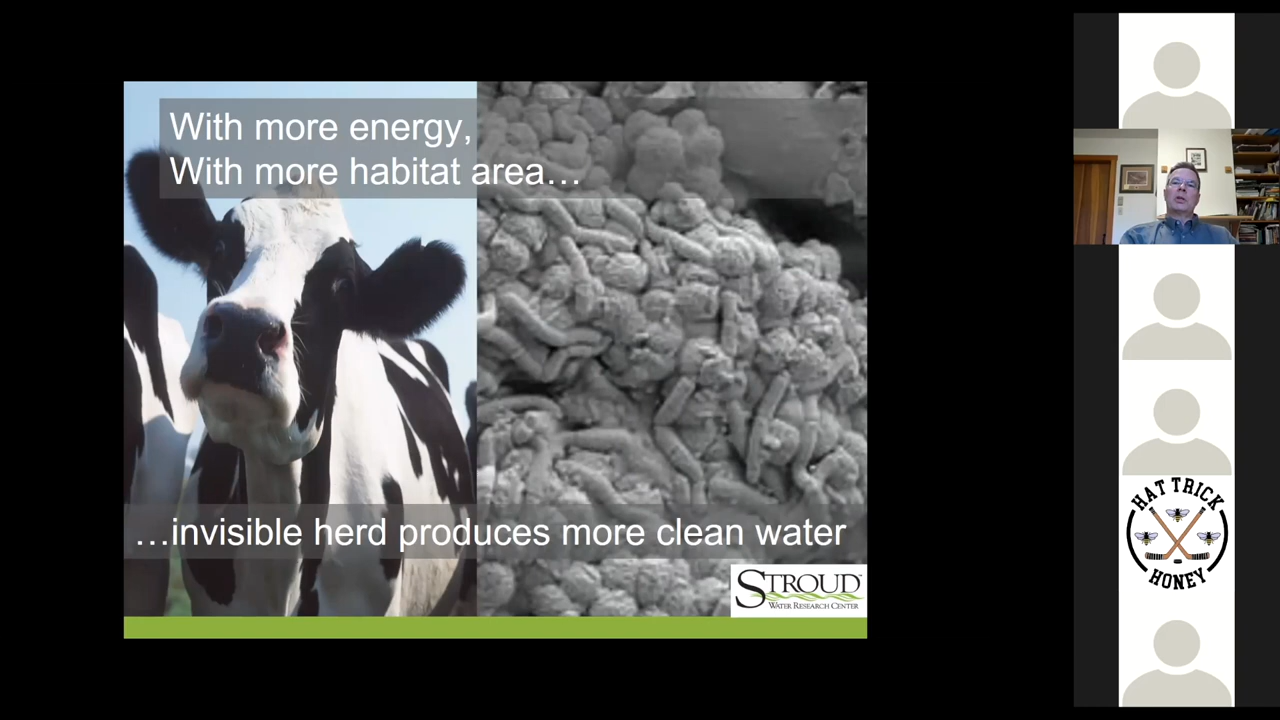 With more energy,
With more habitat area…
…invisible herd produces more clean water
STROUD™
WATER RESEARCH CENTER
HAT TRICK
HONEY